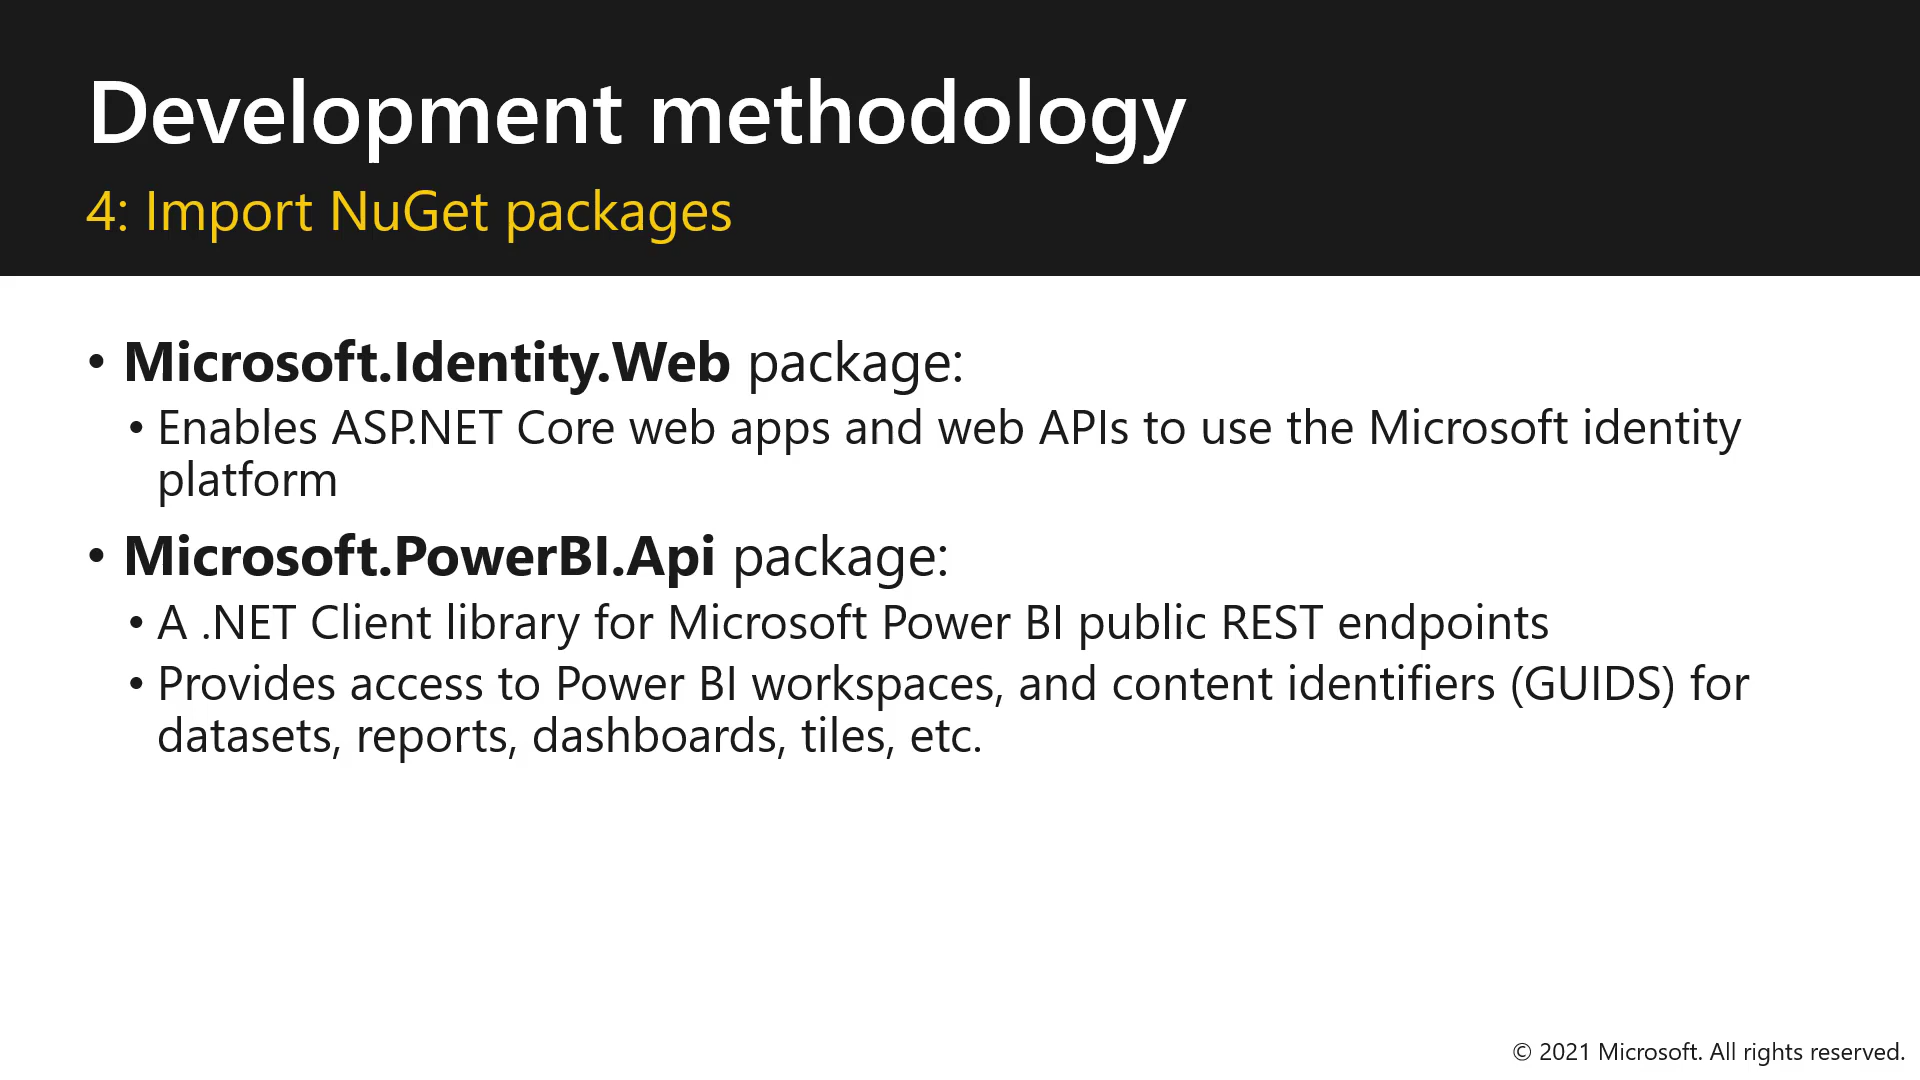 Development methodology
4: Import NuGet packages
• Microsoft.Identity.Web package:
• Enables ASP.NET Core web apps and web APIs to use the Microsoft identity
platform
• Microsoft.PowerBI.Api package:
• A .NET Client library for Microsoft Power BI public REST endpoints
• Provides access to Power BI workspaces, and content identifiers (GUIDS) for
datasets, reports, dashboards, tiles, etc.
© 2021 Microsoft. All rights reserved.